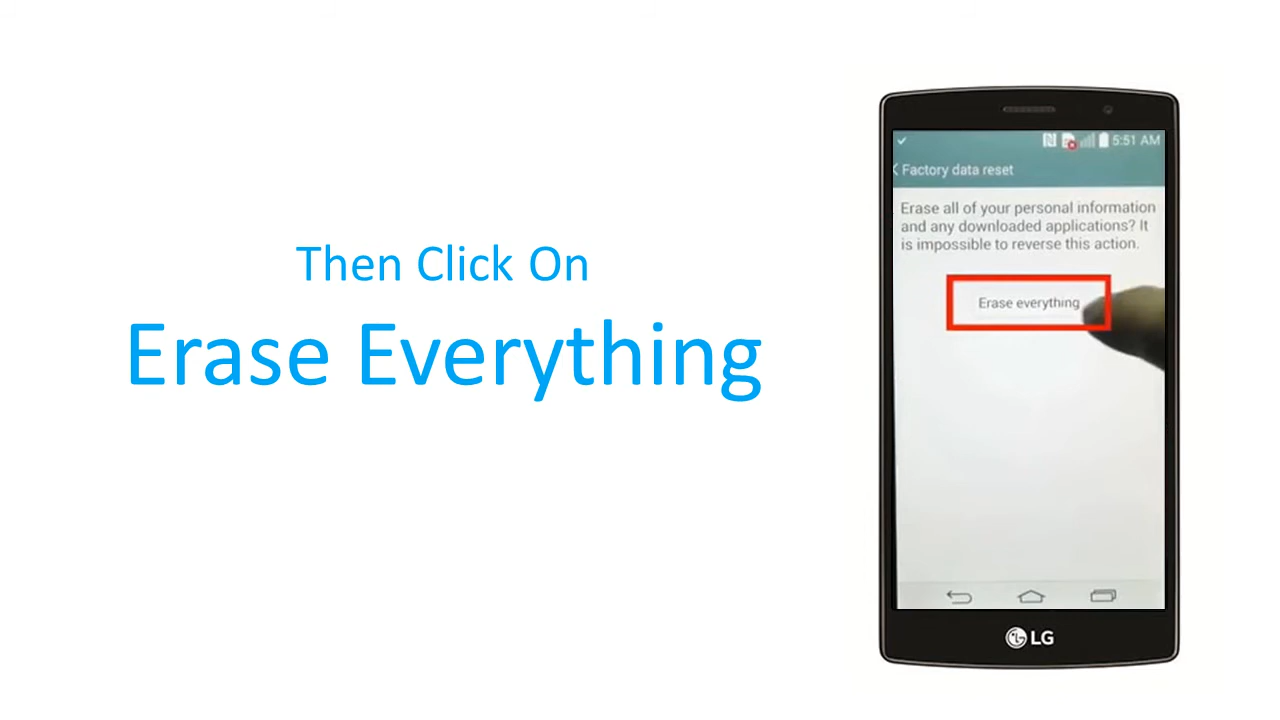 Then Click On
Erase Everything
5:51 AM
Factory data reset
Erase all of your personal information
and any downloaded applications? It
is impossible to reverse this action.
Erase everything
LG